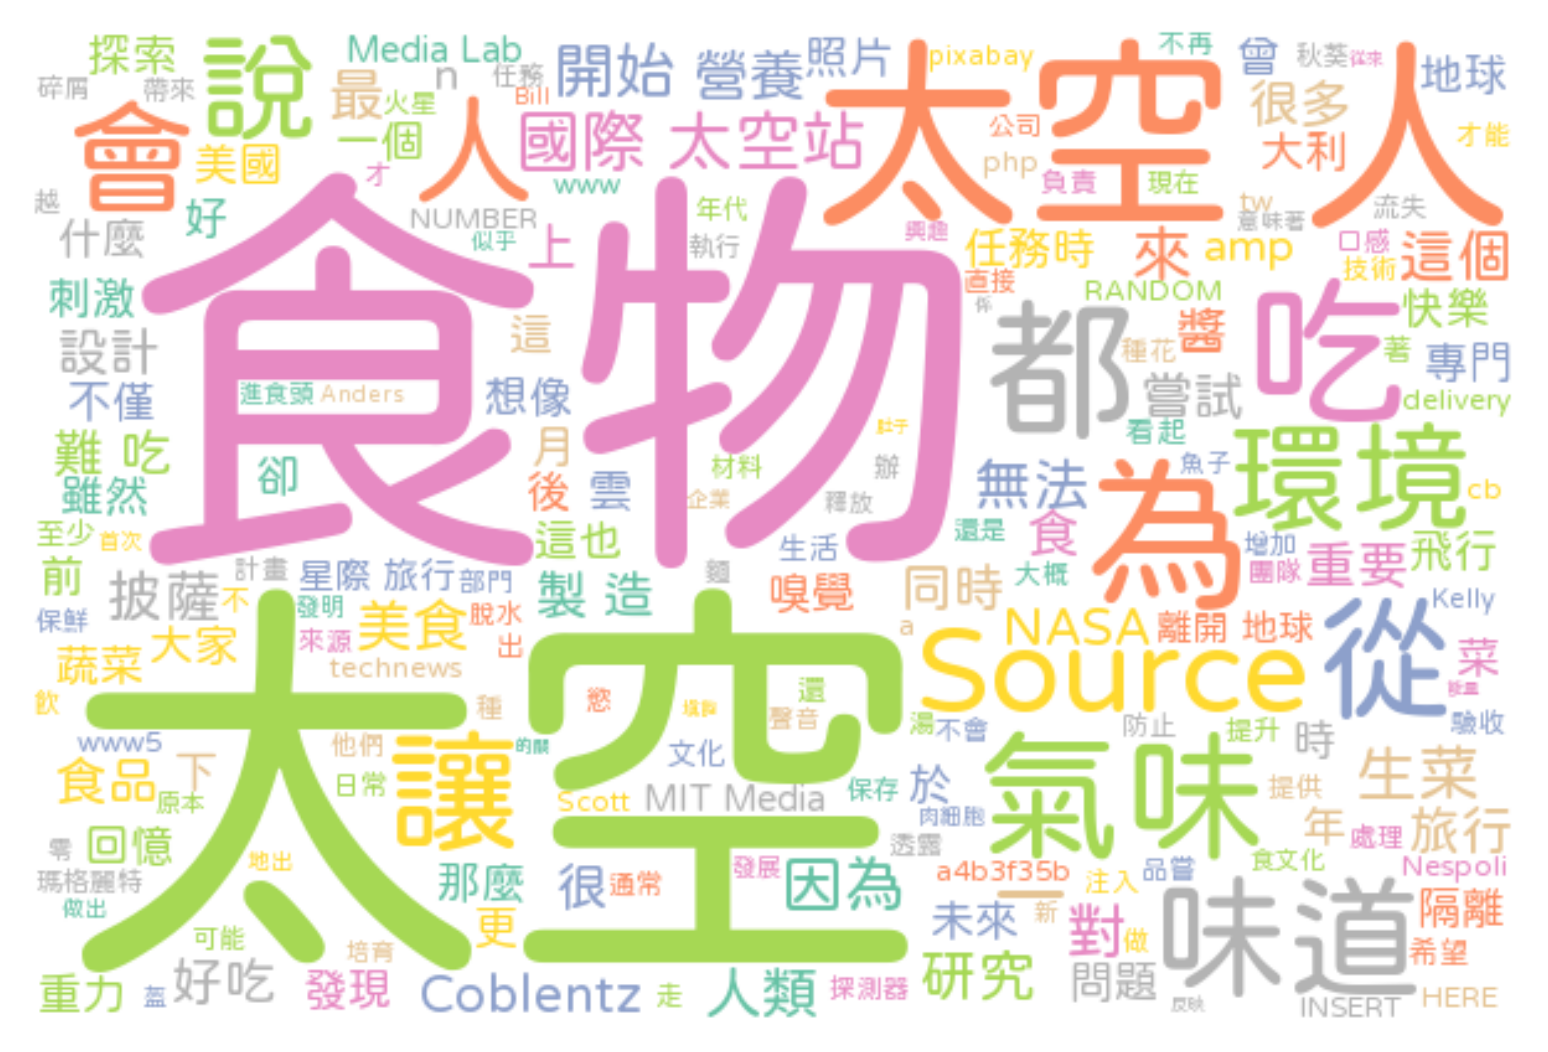 探索
說
Media Lab
n
任務
開始
營養
照片
pixabay
不再
曾
秋葵
從來
地球
碎屑
帶來
最
火星
Bill
太空人
很多
會
美國
一個
人
國際 太空站
公司
大利
才能
才
www
php
負責
現在
越
好
NUMBER
年代
tw
意味著
流失
什麼
似乎
上
執行
興趣
任務時
來
amp
口感
技術
這個
食物
刺激
直接
係
RANDOM
吃
快樂
設計
這
都
種花
醬
著
專門
不僅
進食頭
Anders
想像
嘗試
delivery
難 吃
月
肚子
看起
環境
雖然
卻
後
雲
材料
企業
辦
釋放
無法
為
魚子
cb
至少
首次
這也
生活
還是
食
增加
前
計畫
星際 旅行
部門
麵
大概
團隊
重要
飛行
披薩
不
發明
製 造
嗅覺
同時
Kelly
保鮮
大家
來源
美食
脫水
出
a
NASA
離開 地球
從
蔬菜
technews
Source
菜
飲
太空
種
慾
還
聲音
湯
不會
防止
提升
時
驗收
www5
他們
讓
的關
文化
食品
下
原本
日常
Scott
MIT Media
保存
於
氣味
提供
生菜
肉細胞
年
旅行
零
回憶
地出
透露
處理
瑪格麗特
那麼
很
通常
發展
因為
a4b3f35b
注入
品嘗
食文化
Nespoli
做出
更
一
未來
新
對
做
味道
隔離
可能
培育
希望
重力
盔
好吃
發現
Coblentz
走
人類
探測器
研究
問題
反映
INSERT
HERE